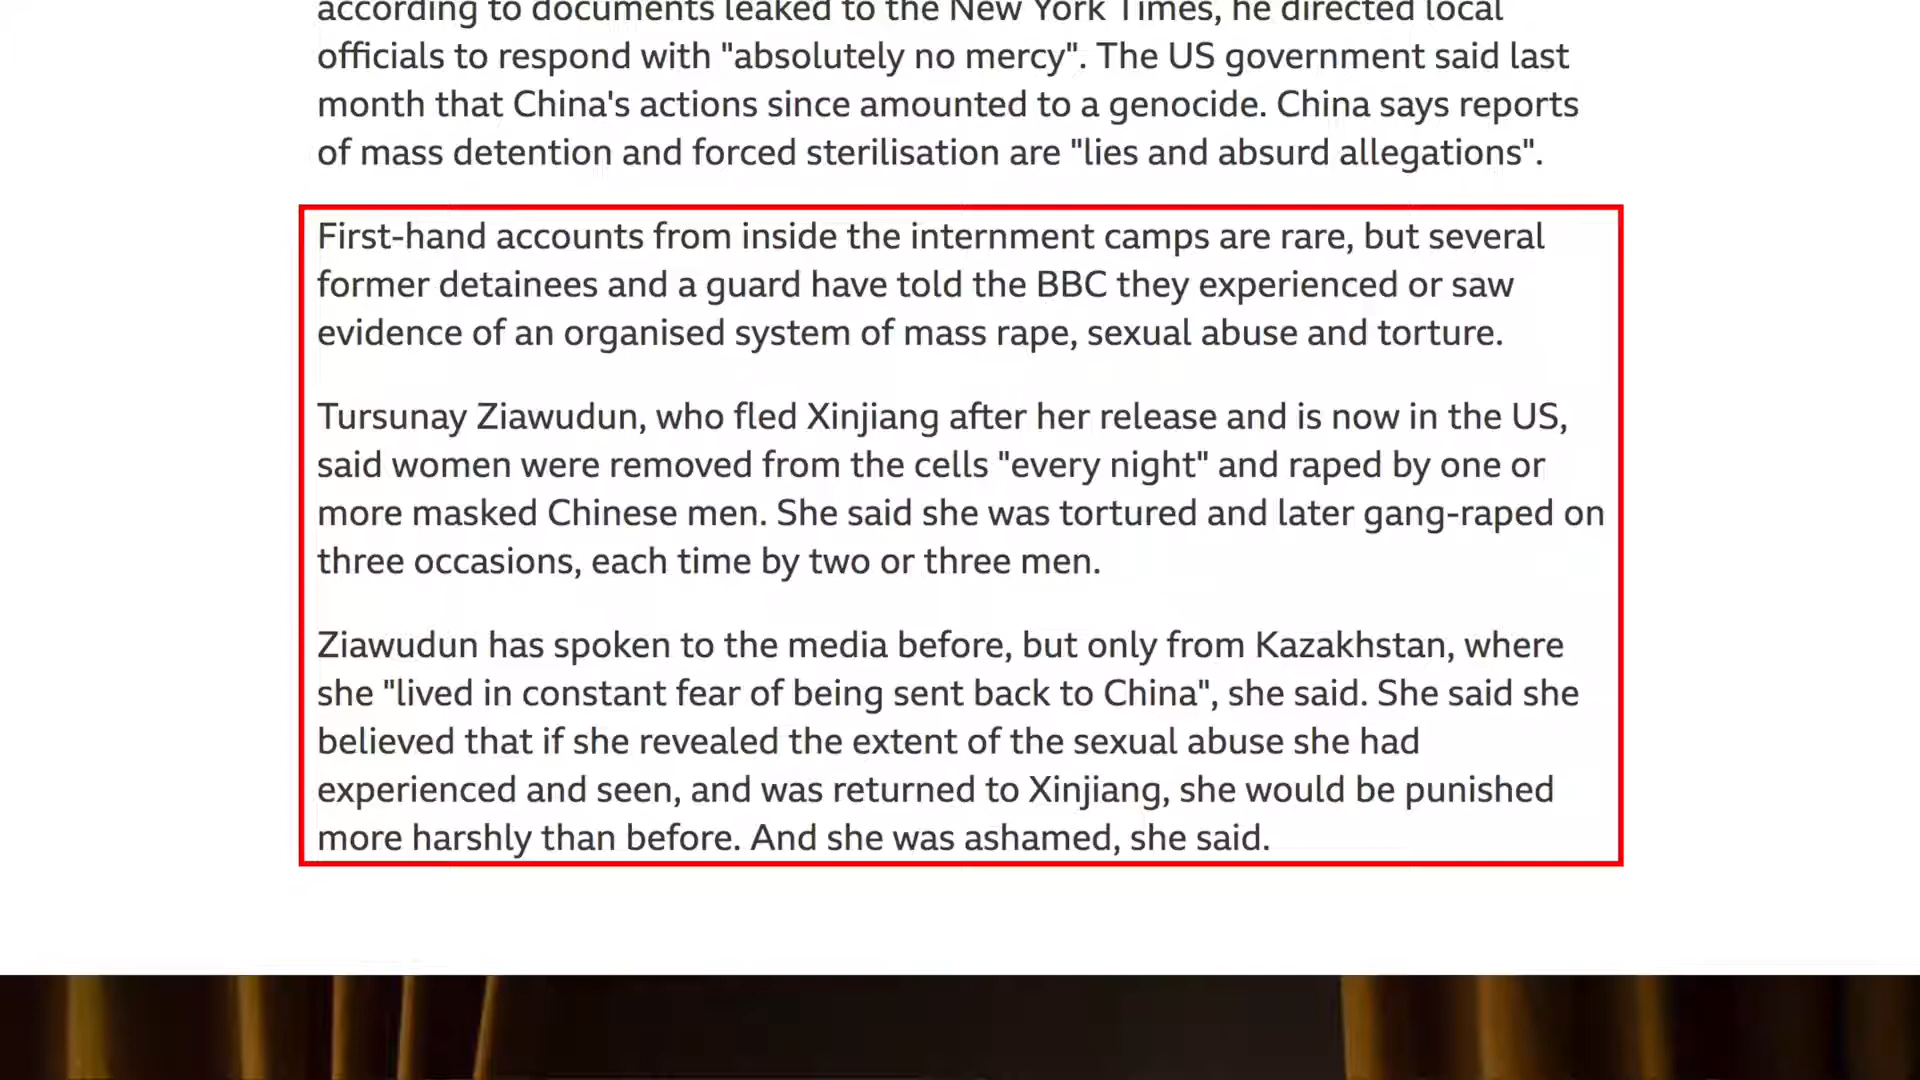 according to documents leaked to the New York Times, he directed local
officials to respond with "absolutely no mercy". The US government said last
month that China's actions since amounted to a genocide. China says reports
of mass detention and forced sterilisation are "lies and absurd allegations".
First-hand accounts from inside the internment camps are rare, but several
former detainees and a guard have told the BBC they experienced or saw
evidence of an organised system of mass rape, sexual abuse and torture.
Tursunay Ziawudun, who fled Xinjiang after her release and is now in the US,
said women were removed from the cells "every night" and raped by one or
more masked Chinese men. She said she was tortured and later gang-raped on
three occasions, each time by two or three men.
Ziawudun has spoken to the media before, but only from Kazakhstan, where
she "lived in constant fear of being sent back to China", she said. She said she
believed that if she revealed the extent of the sexual abuse she had
experienced and seen, and was returned to Xinjiang, she would be punished
more harshly than before. And she was ashamed, she said.